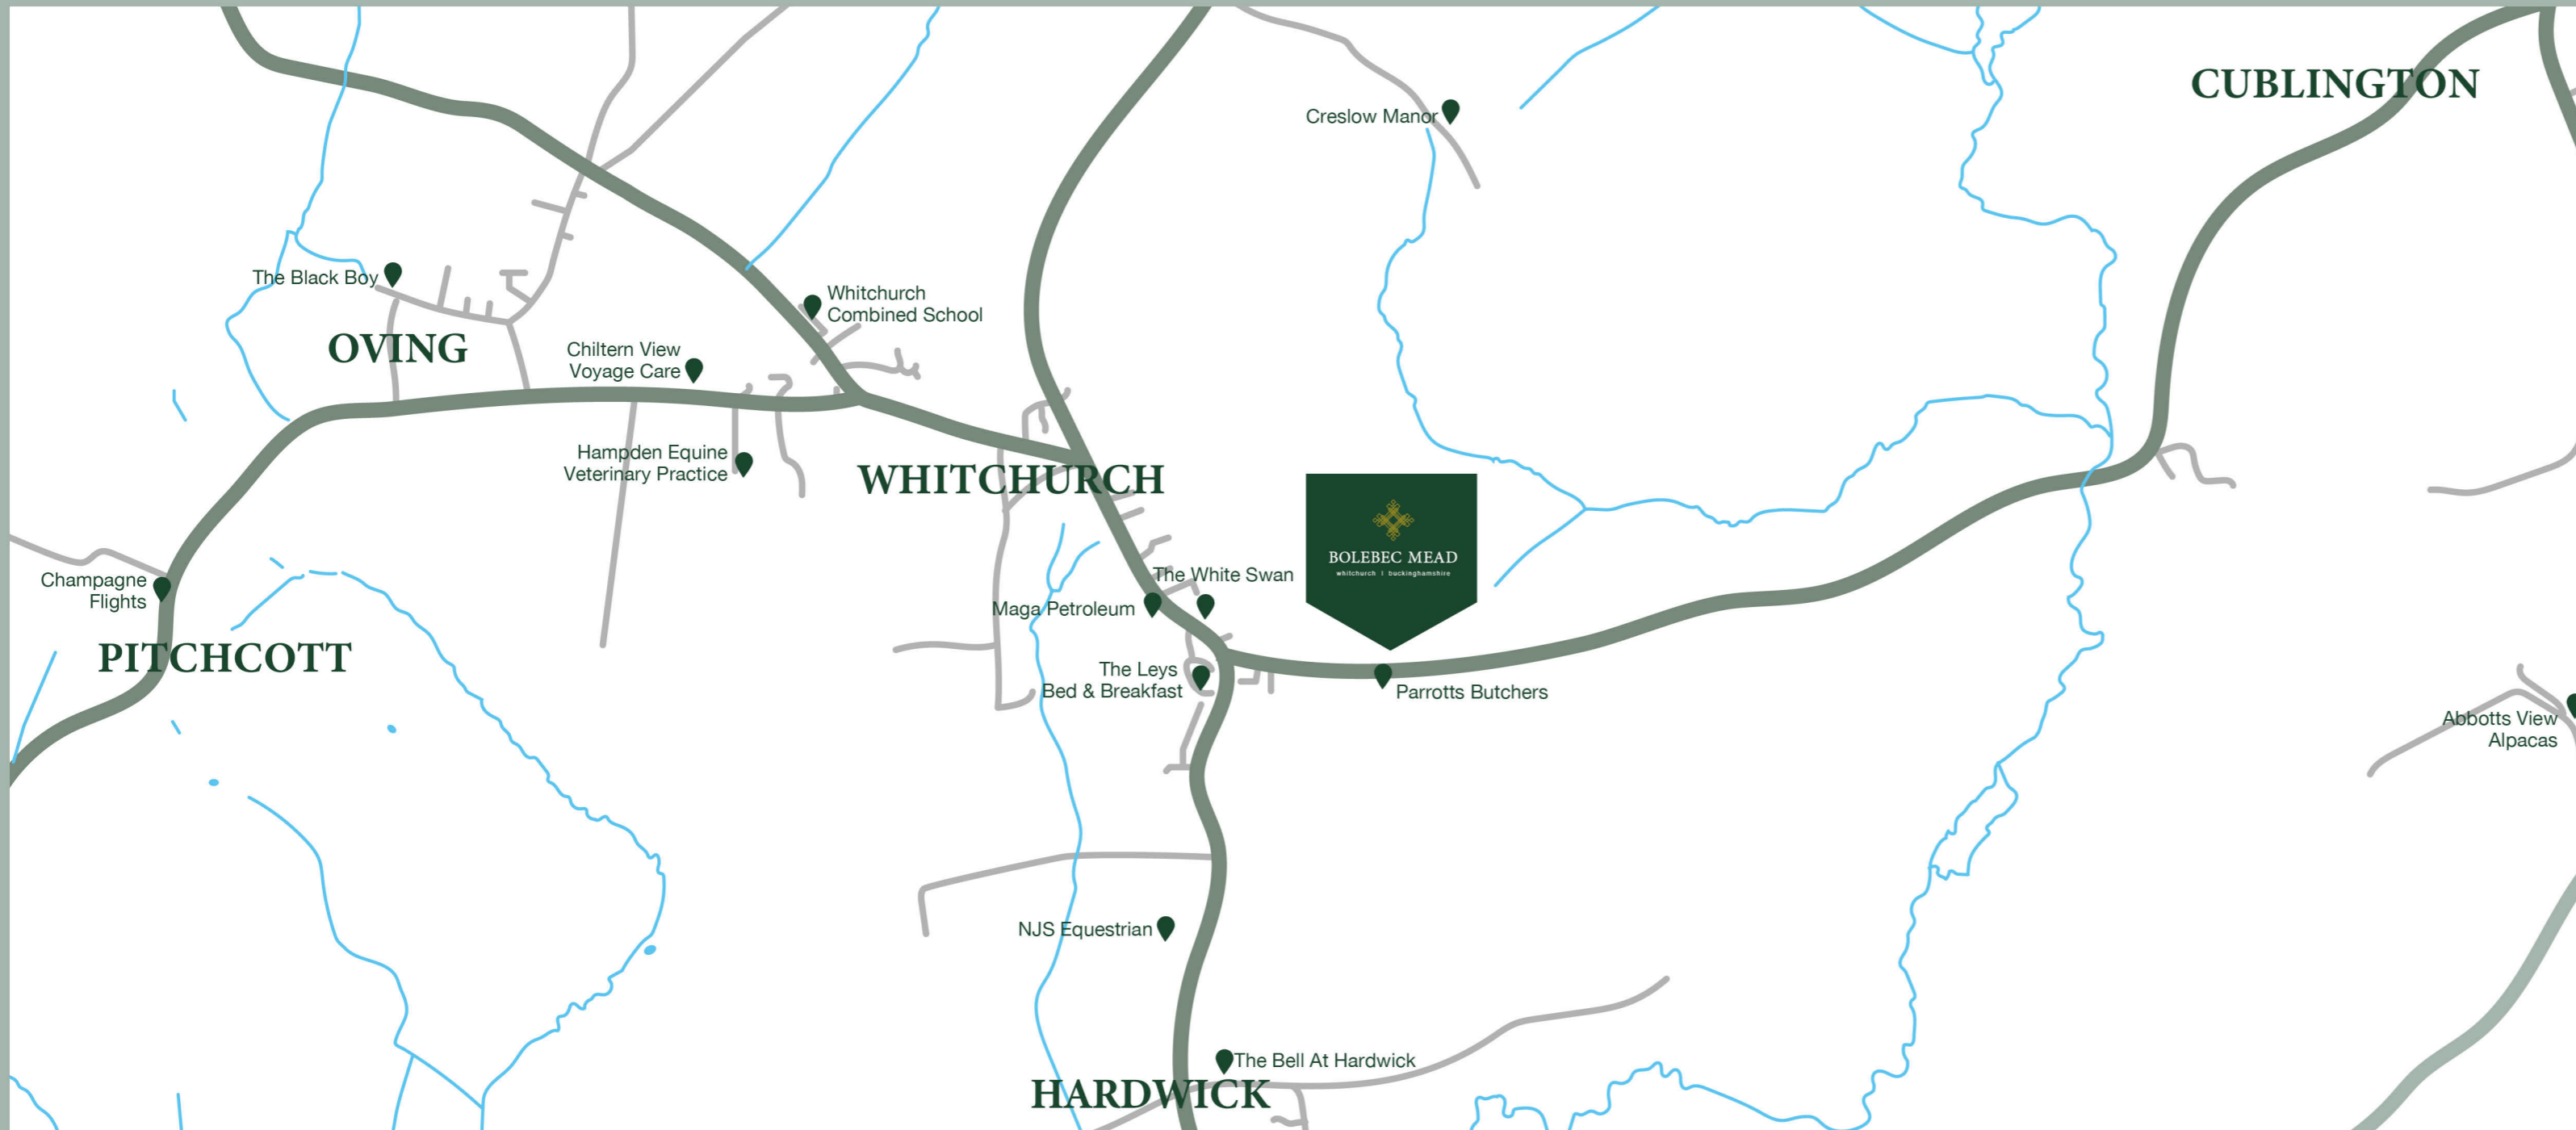 CUBLINGTON
Creslow Manor
The Black Boy
Whitchurch
Combined School
OVING
Chiltern View
Voyage Care
Hampden Equine
Veterinary Practice
WHITCHURCH
BOLEBEC MEAD
whitchurch | buckinghamshire
Champagne
Flights
The White Swan
Maga Petroleum
PITCHCOTT
The Leys
Bed & Breakfast
Parrotts Butchers
Abbotts View
Alpacas
NJS Equestrian
The Bell At Hardwick
HARDWICK